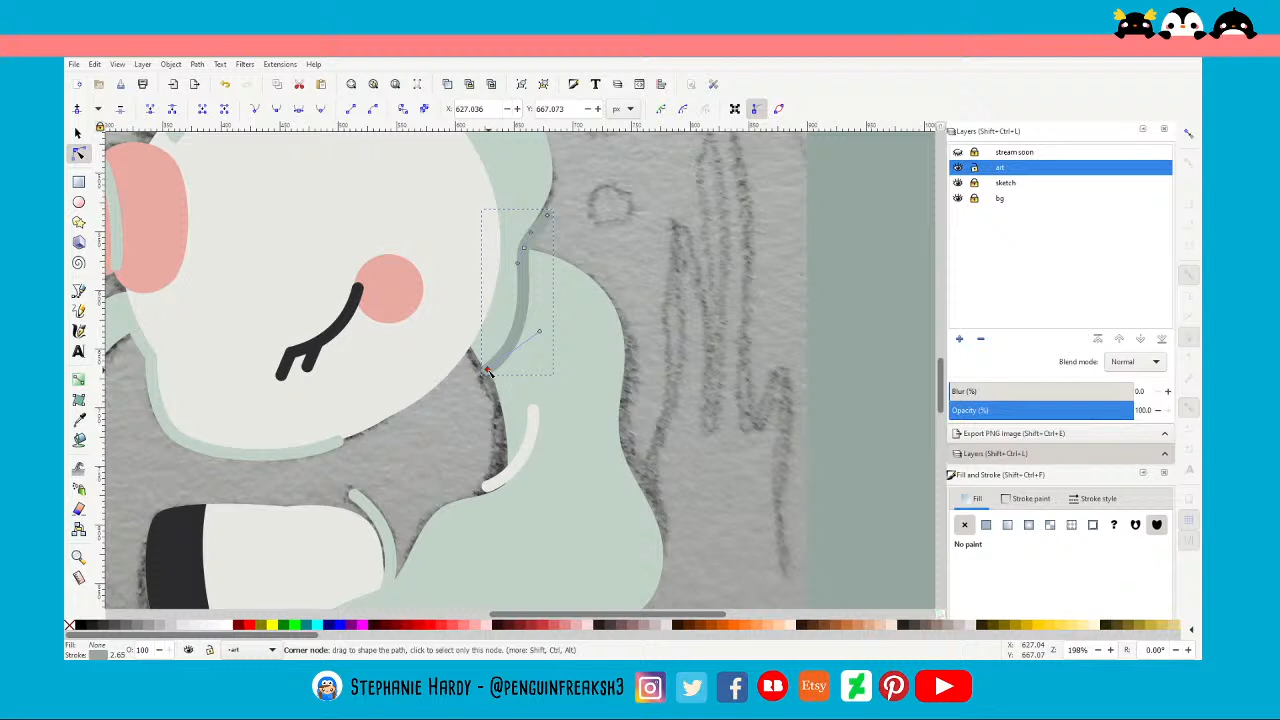 File Edit View Layer Object Path Text Filters Extensions Help
X: 627.036 Y: 667.073 px
Layers (Shift+Ctrl+L)
stream soon
art
sketch
bg
Blend mode: Normal
Blur (%) 0.0
Opacity (%) 100.0
Export PNG Image (Shift+Ctrl+E)
Layers (Shift+Ctrl+L)
Fill and Stroke (Shift+Ctrl+F)
Fill Stroke paint Stroke style
No paint
Fill: None
Stroke: 2.65 O: 100
art
Corner node: drag to shape the path, click to select only this node. (more: Shift, Ctrl, Alt)
X: 627.04
Y: 667.07
Z: 198%
R: 0.00°
Stephanie Hardy - @penguinfreaksh3
Etsy